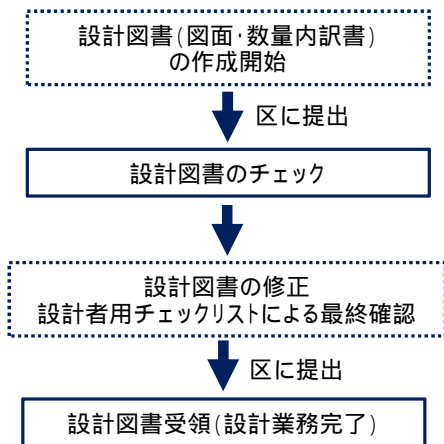 設計図書(図面・数量内訳書)
の作成開始
区に提出
設計図書のチェック
設計図書の修正
設計者用チェックリストによる最終確認
区に提出
設計図書受領(設計業務完了)